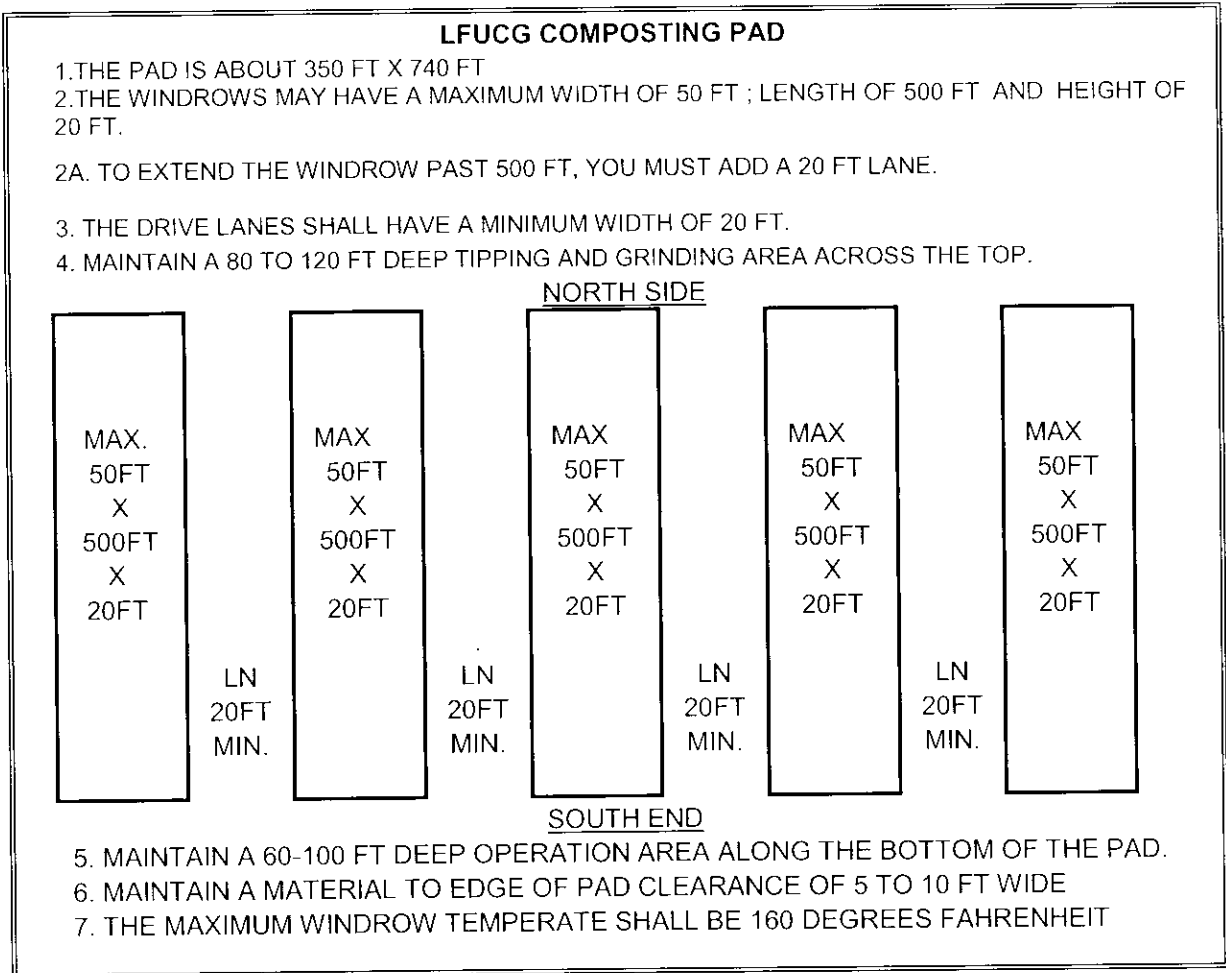 LFUCG COMPOSTING PAD
1.THE PAD IS ABOUT 350 FT X 740 FT
2.THE WINDROWS MAY HAVE A MAXIMUM WIDTH OF 50 FT ; LENGTH OF 500 FT AND HEIGHT OF
20 FT.
2A. TO EXTEND THE WINDROW PAST 500 FT, YOU MUST ADD A 20 FT LANE.
3. THE DRIVE LANES SHALL HAVE A MINIMUM WIDTH OF 20 FT.
4. MAINTAIN A 80 TO 120 FT DEEP TIPPING AND GRINDING AREA ACROSS THE TOP.
NORTH SIDE
MAX.
50FT
X
500FT
X
20FT
LN
20FT
MIN.
MAX
50FT
X
500FT
X
20FT
LN
20FT
MIN.
MAX
50FT
X
500FT
X
20FT
LN
20FT
MIN.
MAX
50FT
X
500FT
X
20FT
LN
20FT
MIN.
MAX
50FT
X
500FT
X
20FT
SOUTH END
5. MAINTAIN A 60-100 FT DEEP OPERATION AREA ALONG THE BOTTOM OF THE PAD.
6. MAINTAIN A MATERIAL TO EDGE OF PAD CLEARANCE OF 5 TO 10 FT WIDE
7. THE MAXIMUM WINDROW TEMPERATE SHALL BE 160 DEGREES FAHRENHEIT